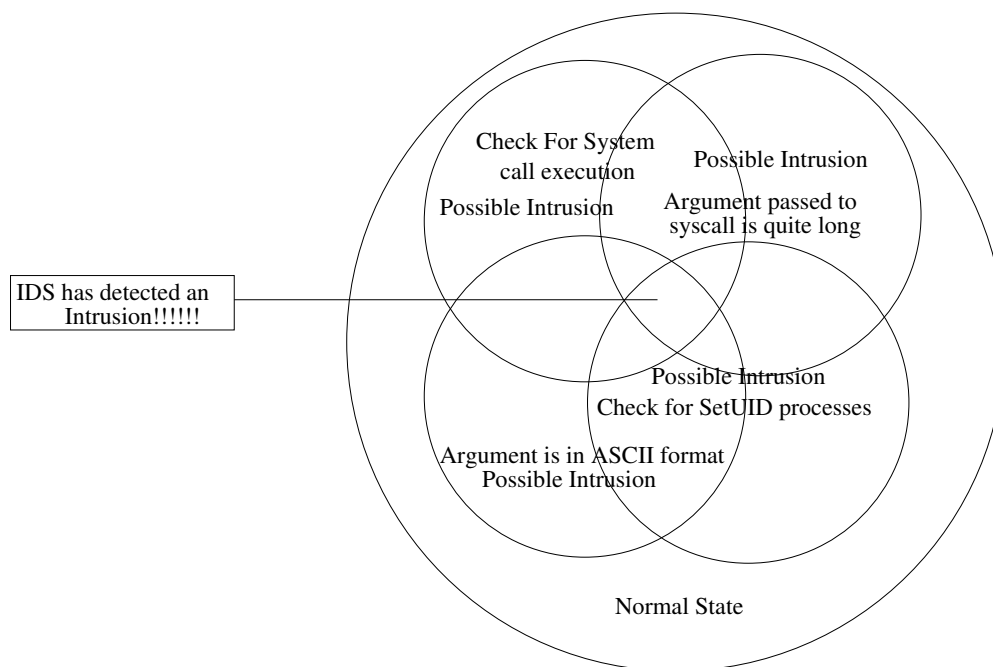 Check For System
call execution
Possible Intrusion
Possible Intrusion
Argument passed to
syscall is quite long
IDS has detected an
Intrusion!!!!!!
Possible Intrusion
Check for SetUID processes
Argument is in ASCII format
Possible Intrusion
Normal State